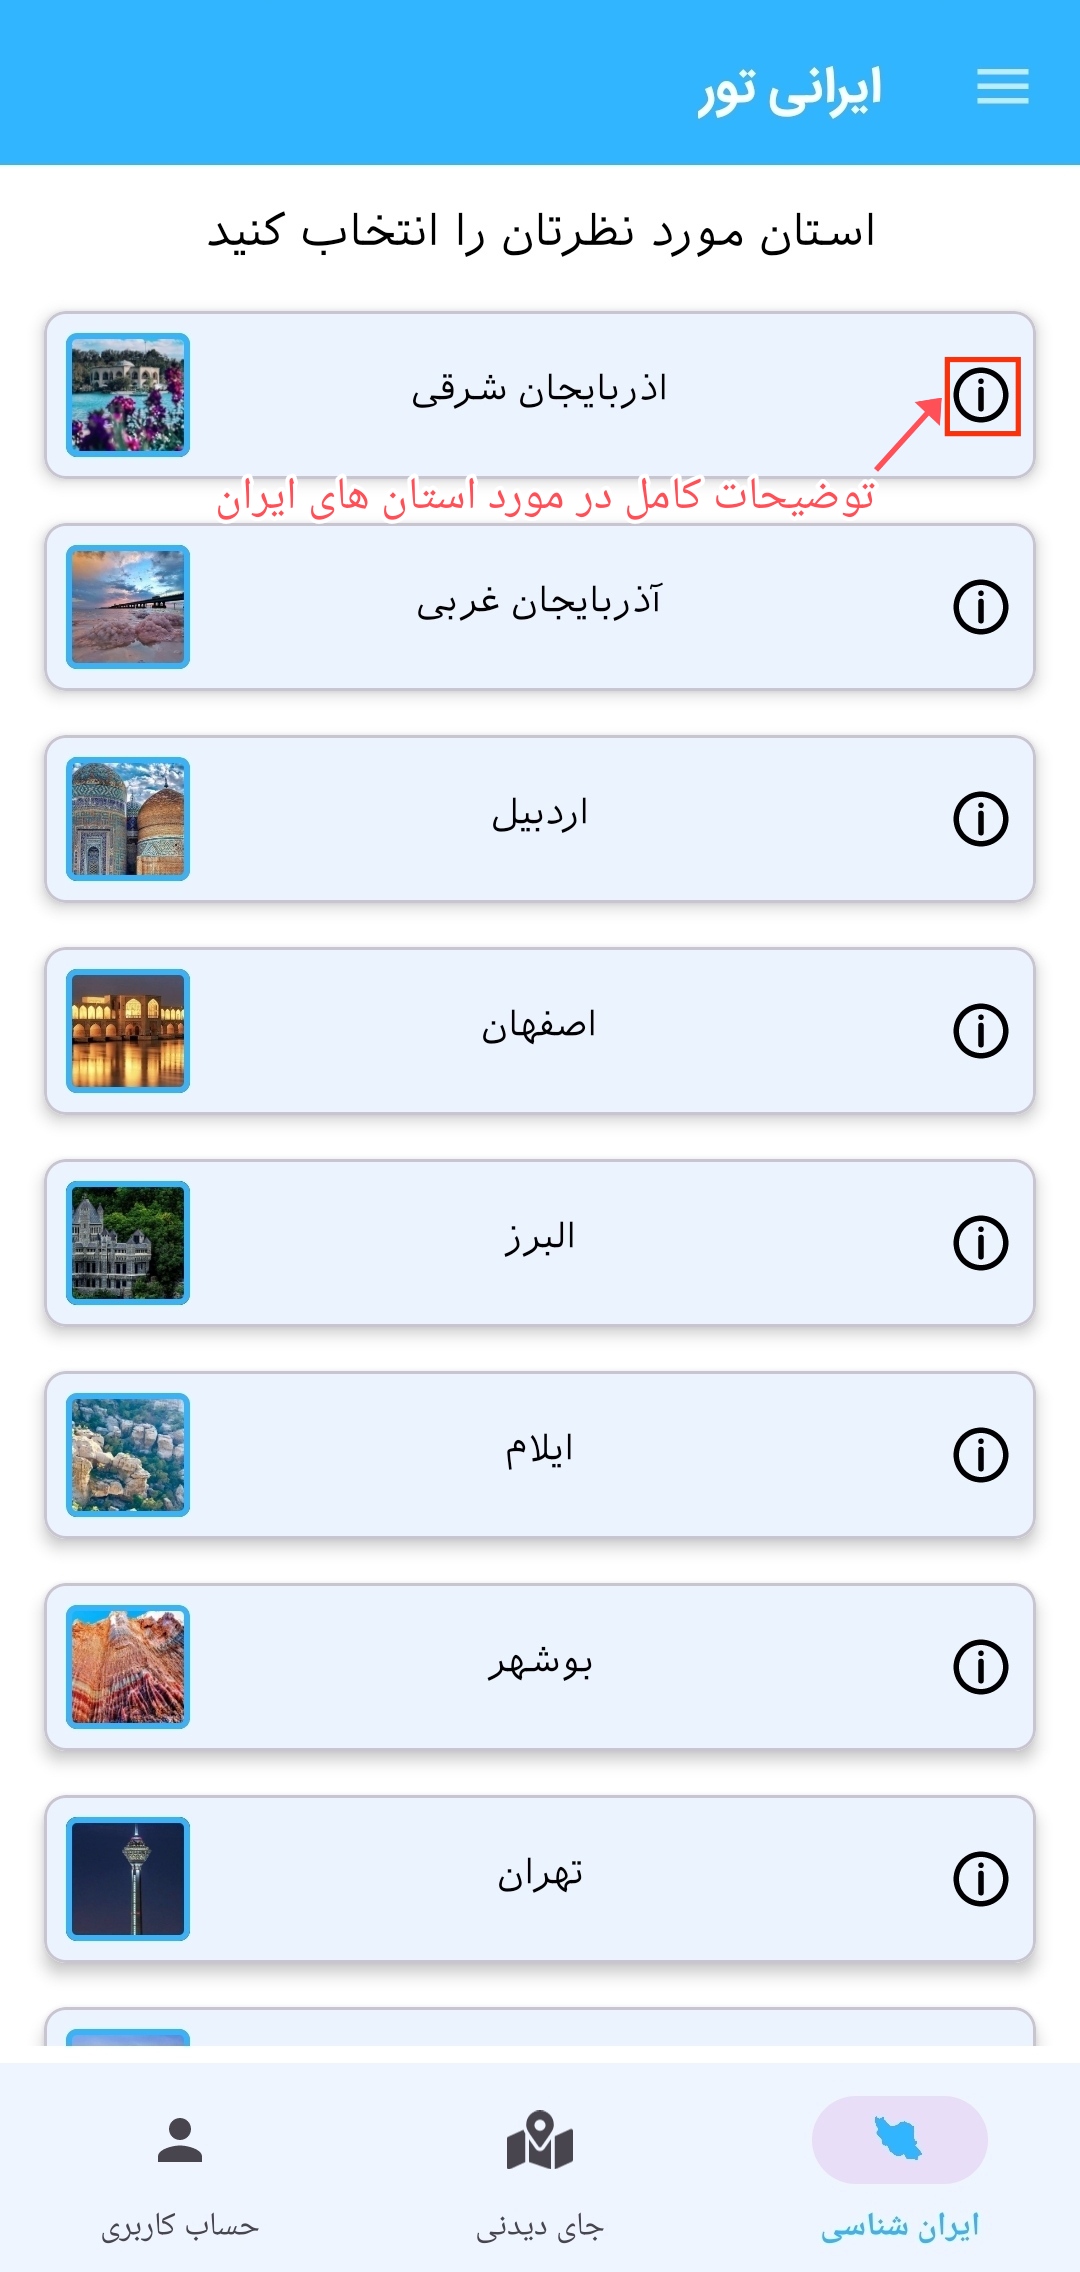 ایرانی تور
استان مورد نظرتان را انتخاب کنید
اذربایجان شرقی
توضیحات کامل در مورد استان های ایران
آذربایجان غربی
اردبیل
اصفهان
البرز
ایلام
بوشهر
تهران
ایران شناسی
جای دیدنی
حساب کاربری